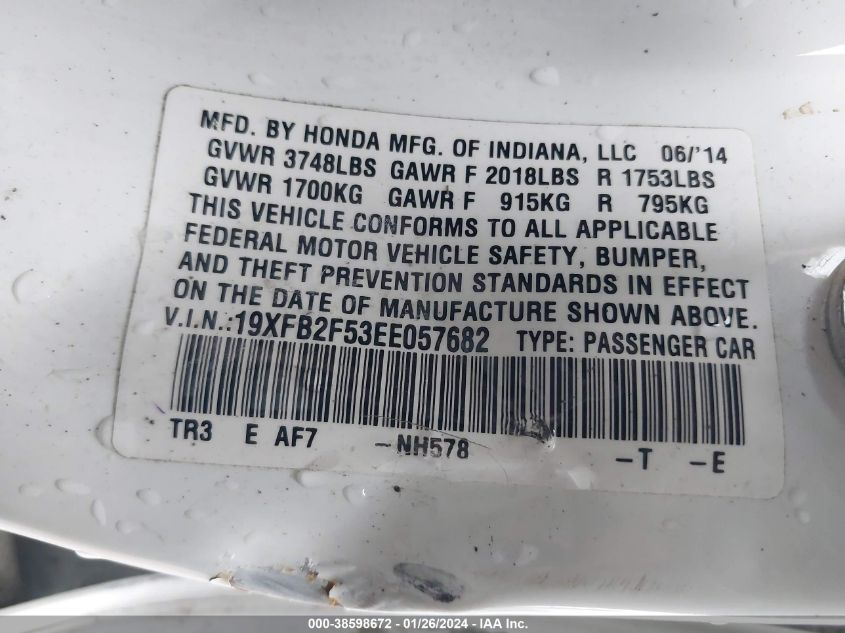 MFD. BY HONDA MFG. OF INDIANA, LLC 06/'14
GVWR 3748LBS GAWR F 2018LBS R 1753LBS
GVWR 1700KG GAWR F 915KG R 795KG
THIS VEHICLE CONFORMS TO ALL APPLICABLE
FEDERAL MOTOR VEHICLE SAFETY, BUMPER,
AND THEFT PREVENTION STANDARDS IN EFFECT
ON THE DATE OF MANUFACTURE SHOWN ABOVE.
V.I.N.:19XFB2F53EE057682 TYPE: PASSENGER CAR
TR3 E AF7 -NH578 -T -E
000-38598672 - 01/26/2024 - IAA Inc.